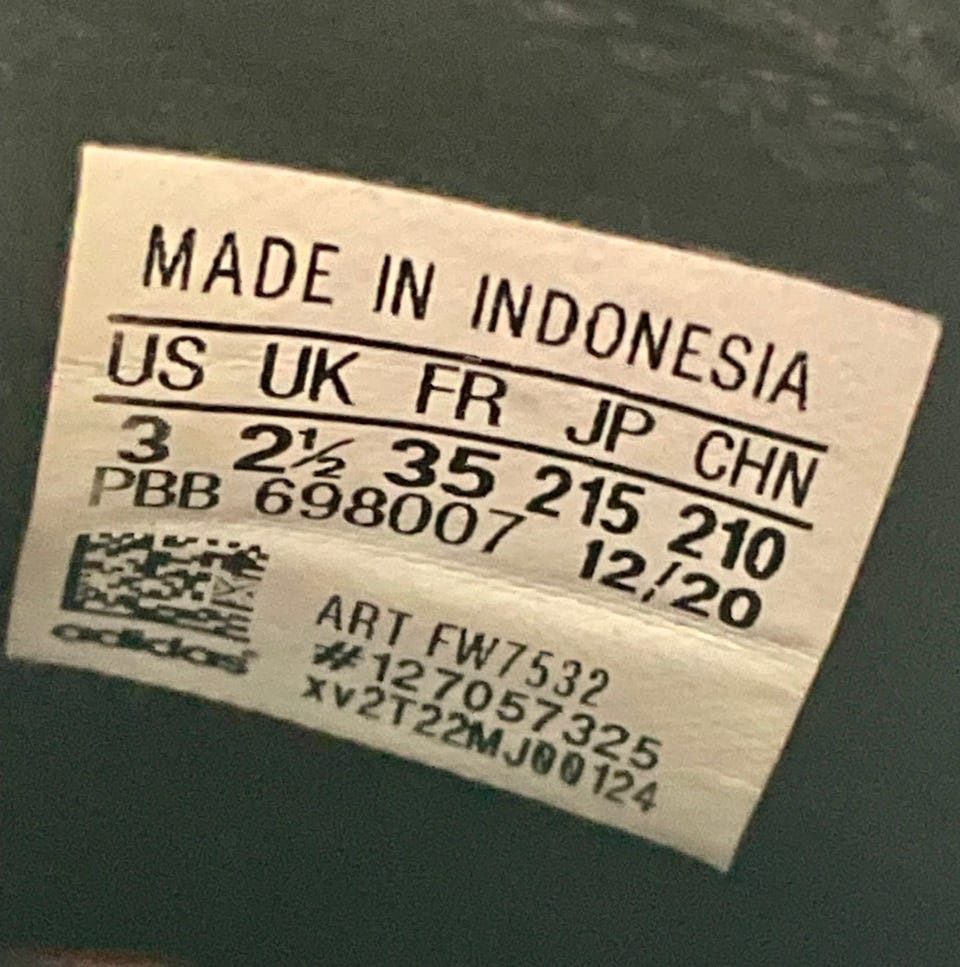 MADE IN INDONESIA
US UK FR JP CHN
3 2½ 35 215 210
PBB 698007 12/20
ART FW7532
#127057325
xv2T22MJ00124
adidas